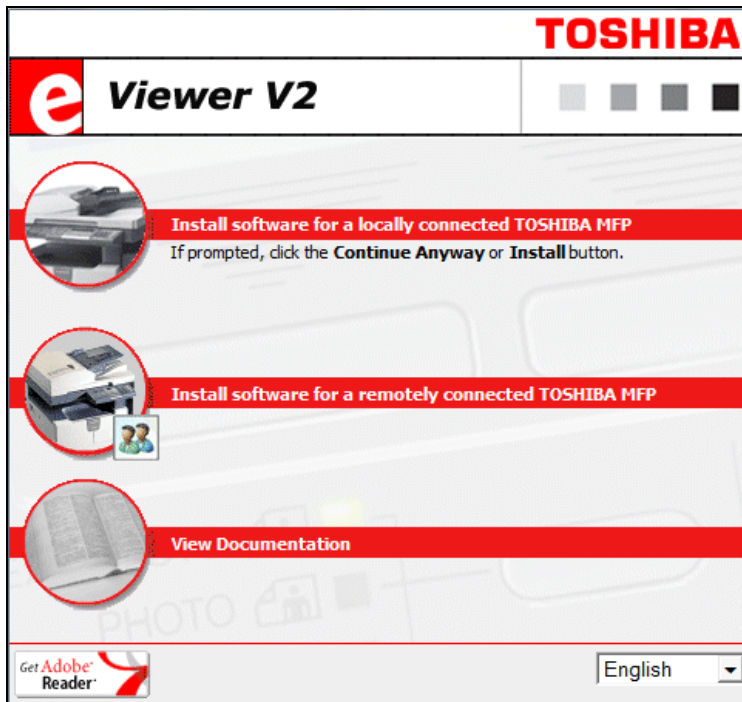 TOSHIBA
e Viewer V2
Install software for a locally connected TOSHIBA MFP
If prompted, click the Continue Anyway or Install button.
Install software for a remotely connected TOSHIBA MFP
View Documentation
PHOTO
Get Adobe
Reader
English